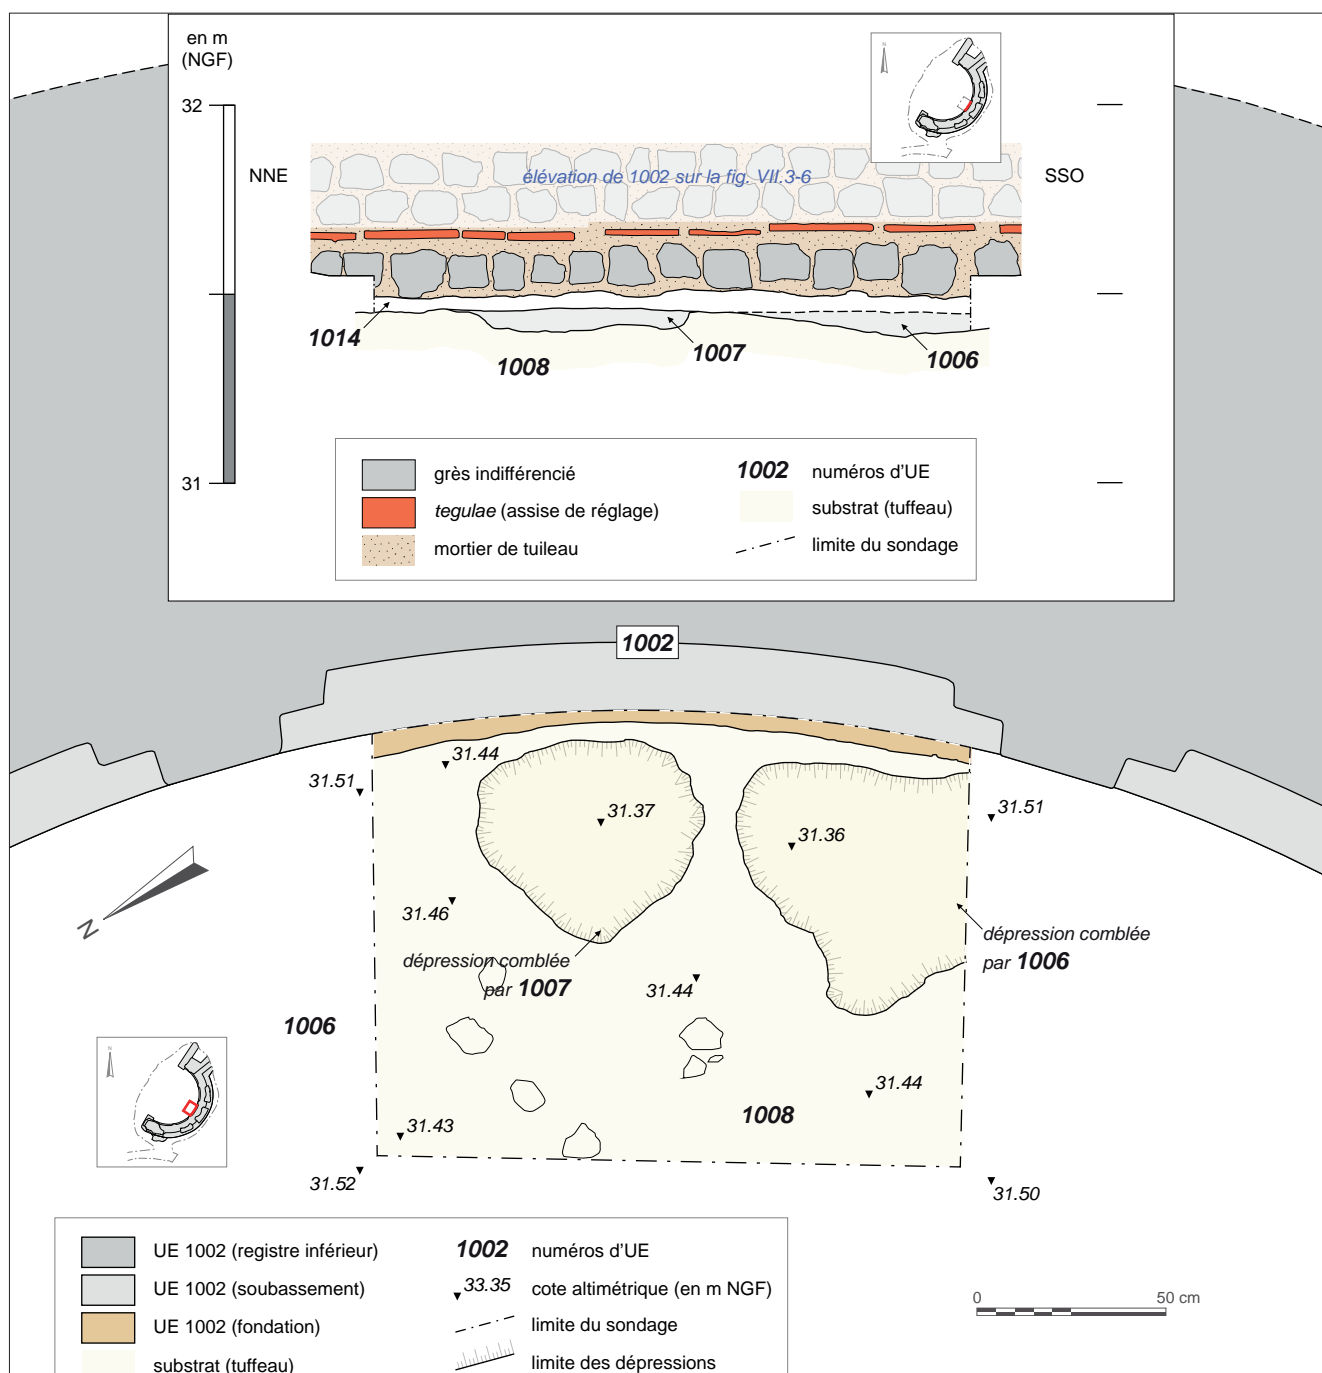 en m
(NGF)
32
N
NNE
élévation de 1002 sur la fig. VII.3-6
SSO
1014
1008
1007
1006
31
grès indifférencié
tegulae (assise de réglage)
mortier de tuileau
1002 numéros d'UE
substrat (tuffeau)
limite du sondage
1002
31.44
31.51
31.37
31.36
31.51
N
31.46
dépression comblée
par 1007
31.44
dépression comblée
par 1006
1006
N
31.44
1008
31.43
31.52
31.50
UE 1002 (registre inférieur)
UE 1002 (soubassement)
UE 1002 (fondation)
substrat (tuffeau)
1002 numéros d'UE
33.35 cote altimétrique (en m NGF)
limite du sondage
limite des dépressions
0 50 cm